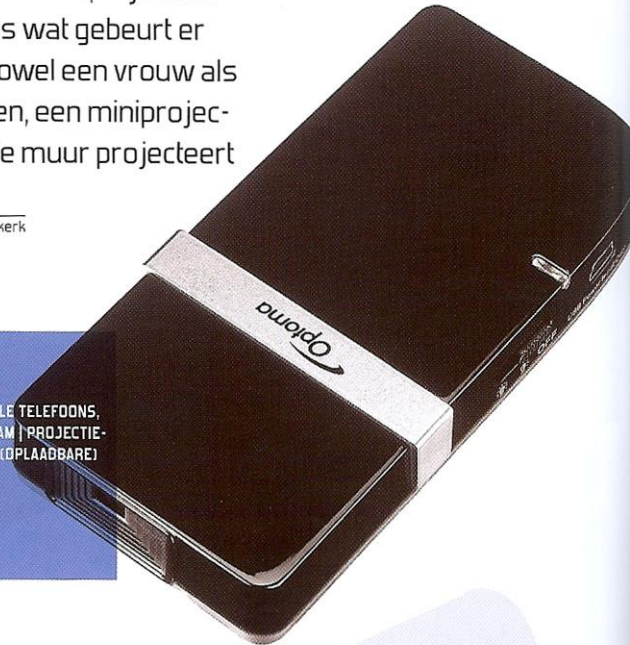 s wat gebeurt er
owel een vrouw als
en, een miniprojec-
e muur projecteert
kerk
LE TELEFOONS,
AM | PROJECTIE-
(OPLAADBARE)
Optoma
OFF